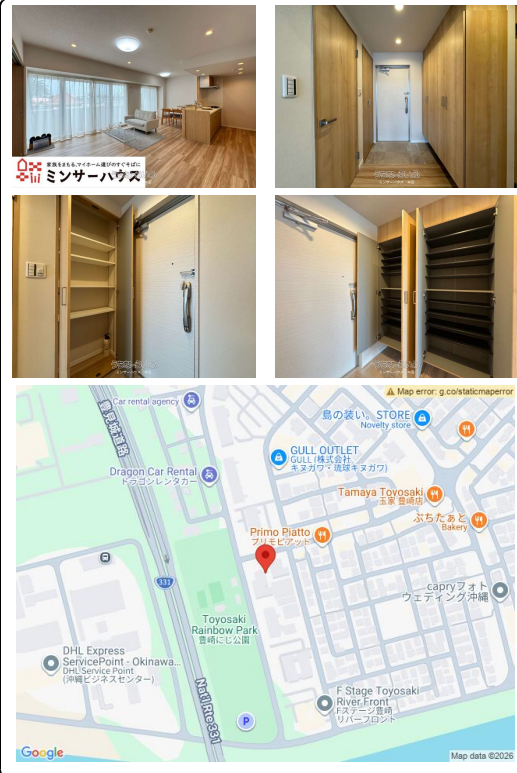 家族をまもる、マイホーム選びのすぐそばに
ミンサーハウス
Map error: g.co/staticmaperror
Car rental agency
島の装い。STORE
Novelty store
GULL OUTLET
GULL (株式会社
キヌガワ・琉球キヌガワ)
Dragon Car Rental
ドラゴンレンタカー
Tamaya Toyosaki
玉家 豊崎店
ぷちたぁと
Bakery
Primo Piatto
プリモピアット
331
capryフォト
ウェディング沖縄
Toyosaki
Rainbow Park
豊崎にじ公園
DHL Express
ServicePoint - Okinawa...
DHL Service Point
(沖縄ビジネスセンター)
F Stage Toyosaki
River Front
Fステージ豊崎
リバーフロント
Nat'l Rte 331
P
Google
Map data ©2026